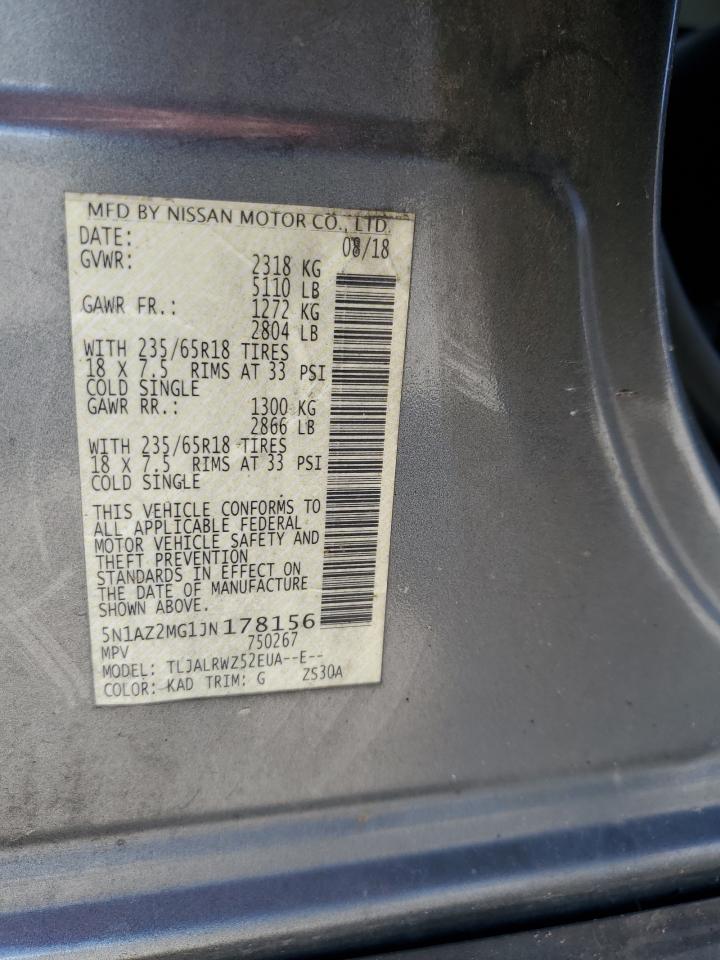 MFD BY NISSAN MOTOR CO., LTD.
DATE: 08/18
GVWR: 2318 KG
5110 LB
GAWR FR.: 1272 KG
2804 LB
WITH 235/65R18 TIRES
18 X 7.5 RIMS AT 33 PSI
COLD SINGLE
GAWR RR.: 1300 KG
2866 LB
WITH 235/65R18 TIRES
18 X 7.5 RIMS AT 33 PSI
COLD SINGLE
THIS VEHICLE CONFORMS TO
ALL APPLICABLE FEDERAL
MOTOR VEHICLE SAFETY AND
THEFT PREVENTION
STANDARDS IN EFFECT ON
THE DATE OF MANUFACTURE
SHOWN ABOVE.
5N1AZ2MG1JN178156
MPV 750267
MODEL: TLJALRWZ52EUA--E--
COLOR: KAD TRIM: G ZS30A